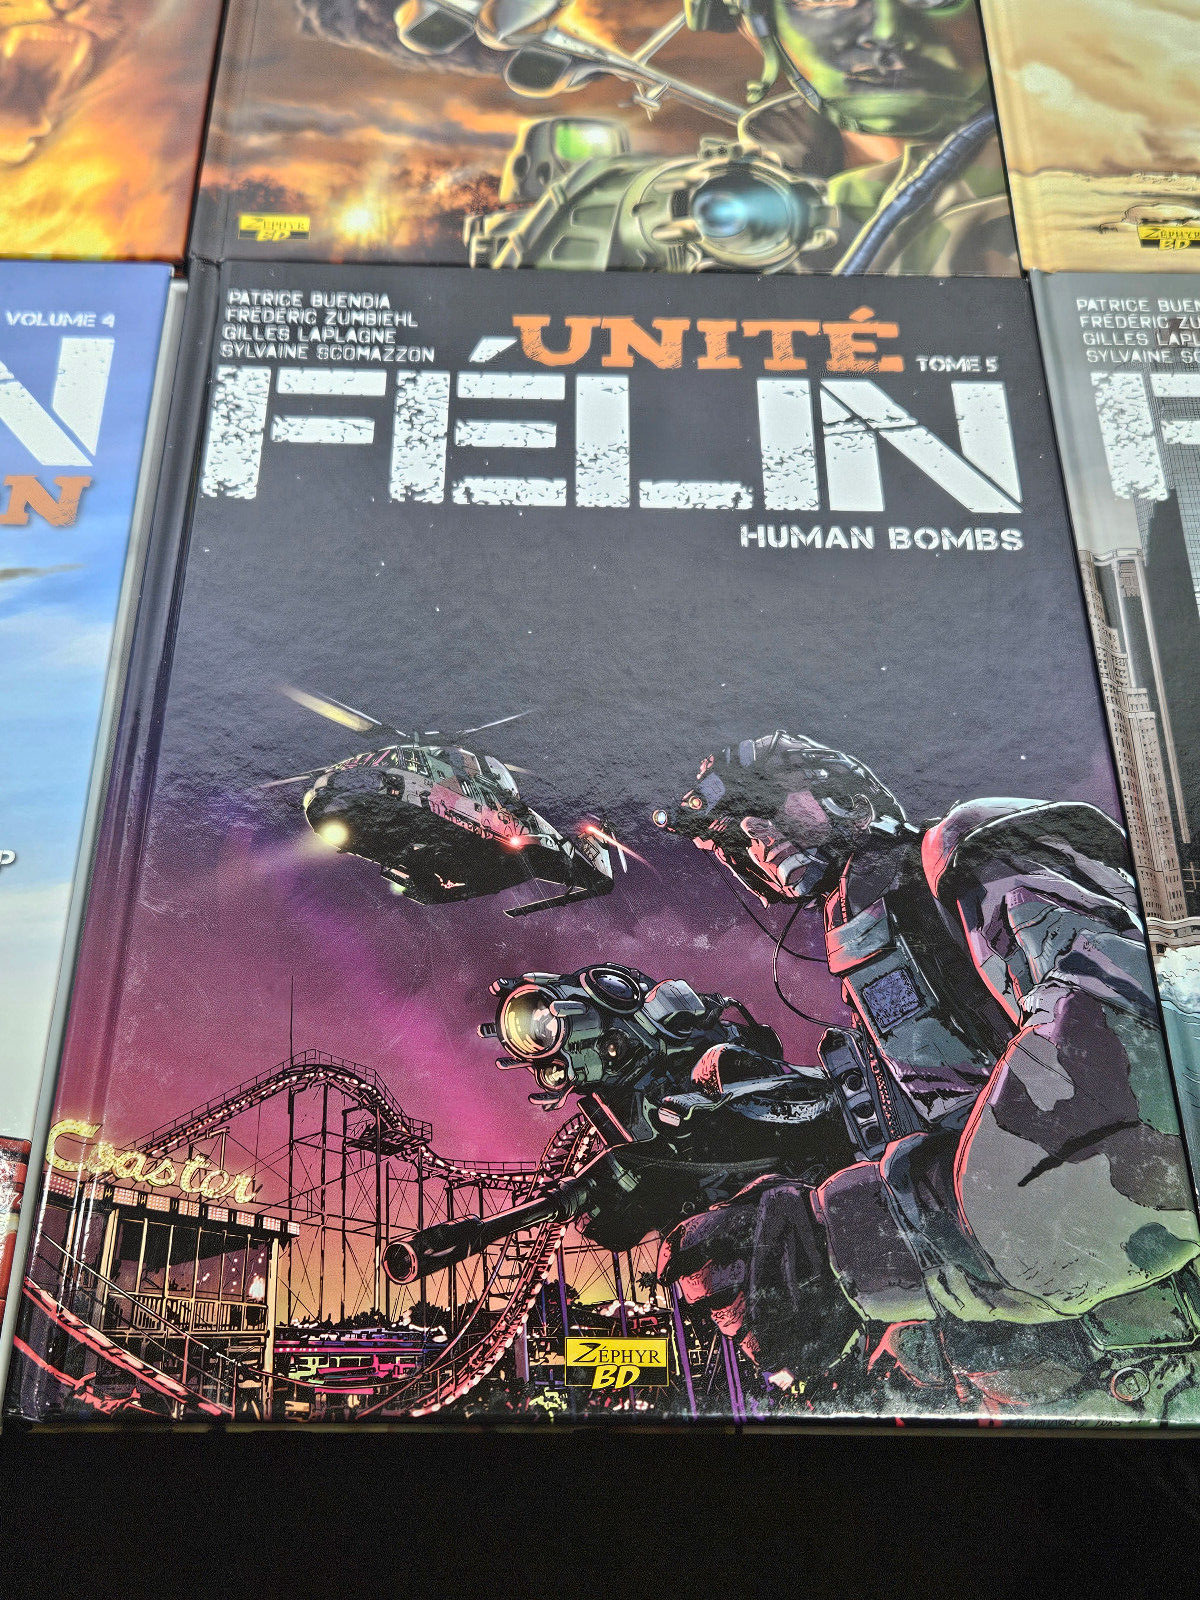 ZÉPHYR
BD
ZÉPHYR
BD
VOLUME 4
N
N
PATRICE BUENDIA
FRÉDÉRIC ZUMBIEHL
GILLES LAPLAGNE
SYLVAINE SCOMAZZON
UNITÉ
TOME 5
FÉLIN
HUMAN BOMBS
Coaster
ZÉPHYR
BD
PATRICE BUEN
FRÉDÉRIC ZU
GILLES LAPL
SYLVAINE SC
F
P